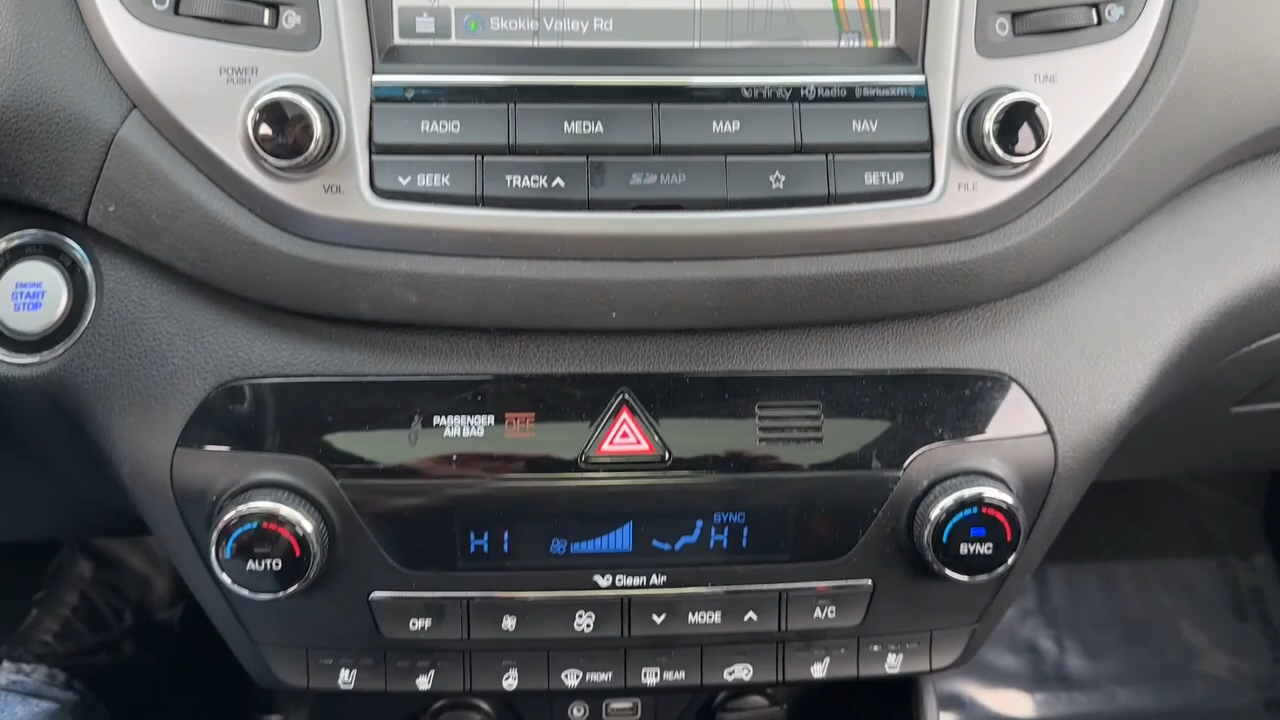 Skokie Valley Rd
POWER
PUSH
VOL
TUNE
FILE
infinity HD Radio ((SiriusXM))
RADIO MEDIA MAP NAV
SEEK TRACK MAP SETUP
ENGINE
START
STOP
PASSENGER
AIR BAG OFF
SYNC
HI HI
AUTO
SYNC
Clean Air
OFF MODE A/C
FRONT REAR